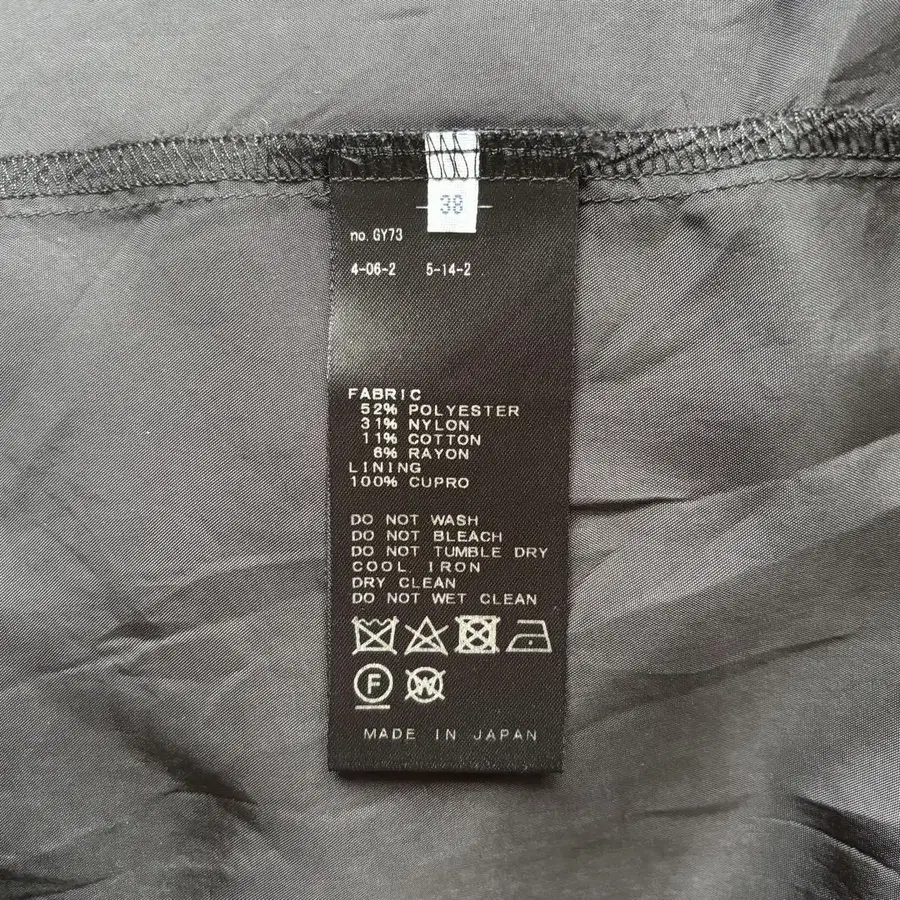 38
no. GY73
4-06-2 5-14-2
FABRIC
52% POLYESTER
31% NYLON
11% COTTON
6% RAYON
LINING
100% CUPRO
DO NOT WASH
DO NOT BLEACH
DO NOT TUMBLE DRY
COOL IRON
DRY CLEAN
DO NOT WET CLEAN
F W
MADE IN JAPAN